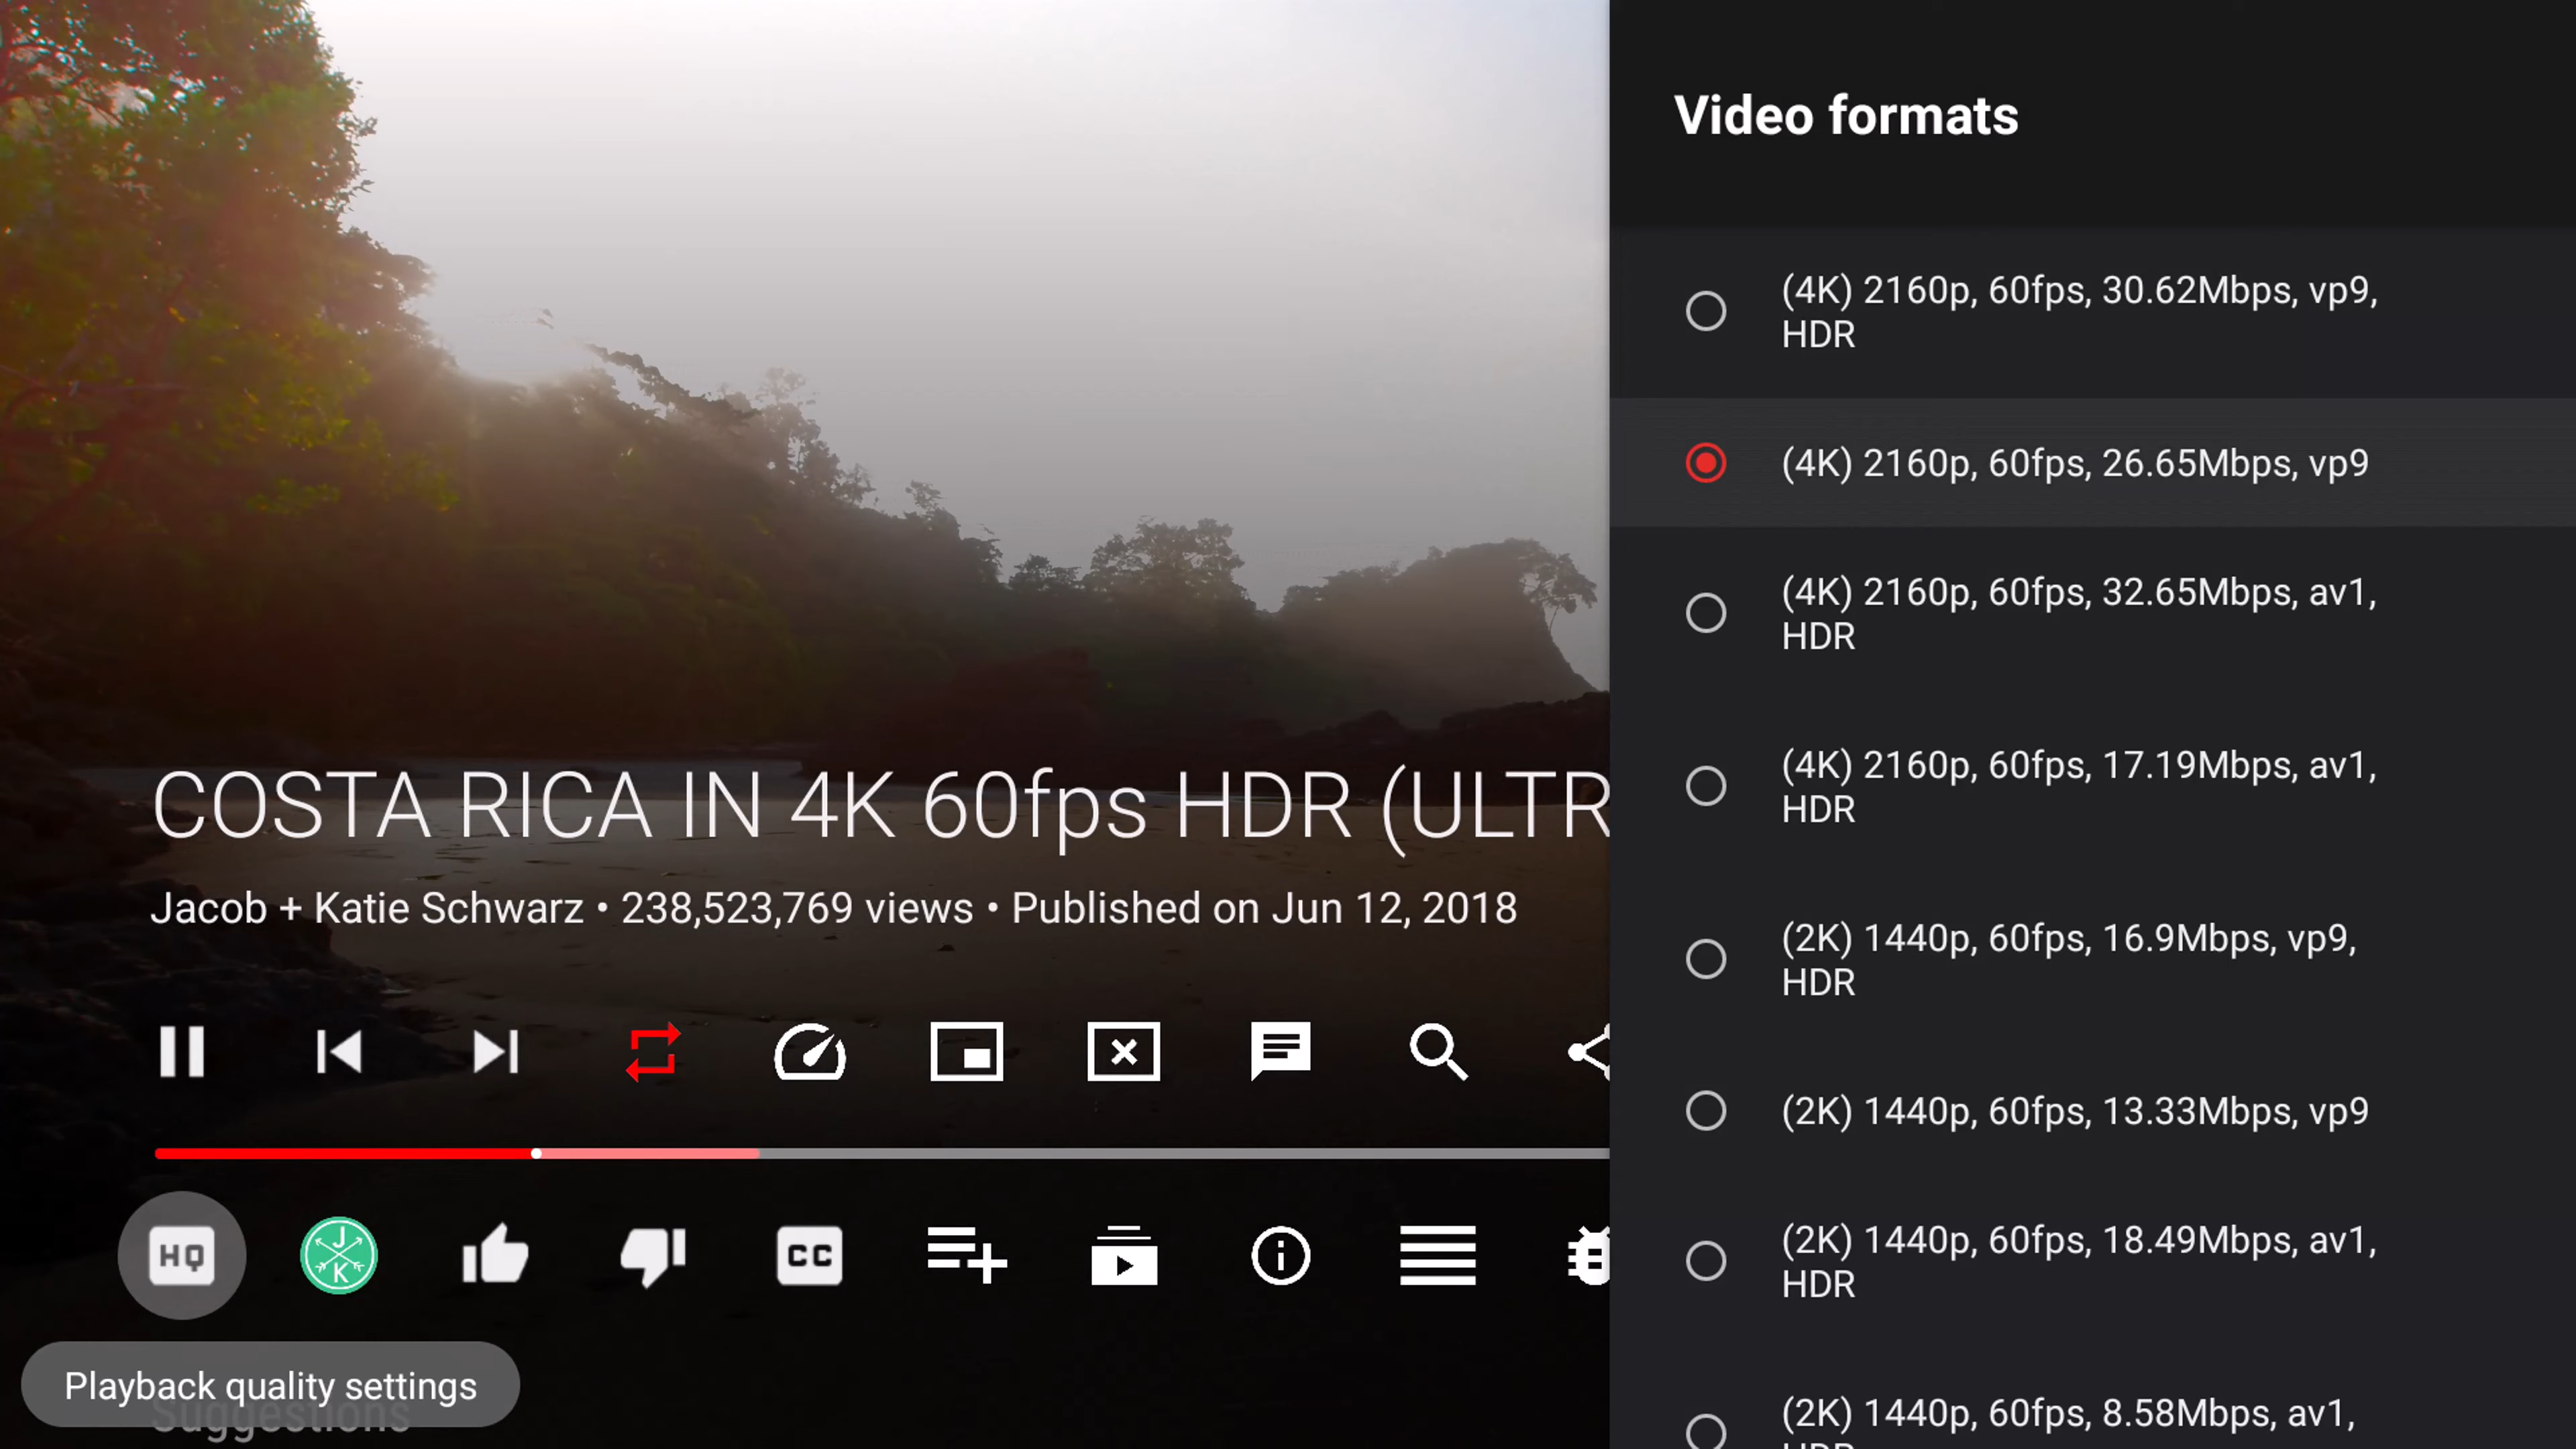 Video formats
(4K) 2160p, 60fps, 30.62Mbps, vp9,
HDR
(4K) 2160p, 60fps, 26.65Mbps, vp9
(4K) 2160p, 60fps, 32.65Mbps, av1,
HDR
(4K) 2160p, 60fps, 17.19Mbps, av1,
HDR
(2K) 1440p, 60fps, 16.9Mbps, vp9,
HDR
(2K) 1440p, 60fps, 13.33Mbps, vp9
(2K) 1440p, 60fps, 18.49Mbps, av1,
HDR
(2K) 1440p, 60fps, 8.58Mbps, av1,
HDR
COSTA RICA IN 4K 60fps HDR (ULTR
Jacob + Katie Schwarz • 238,523,769 views • Published on Jun 12, 2018
HQ
J
K
CC
Playback quality settings
Suggestions